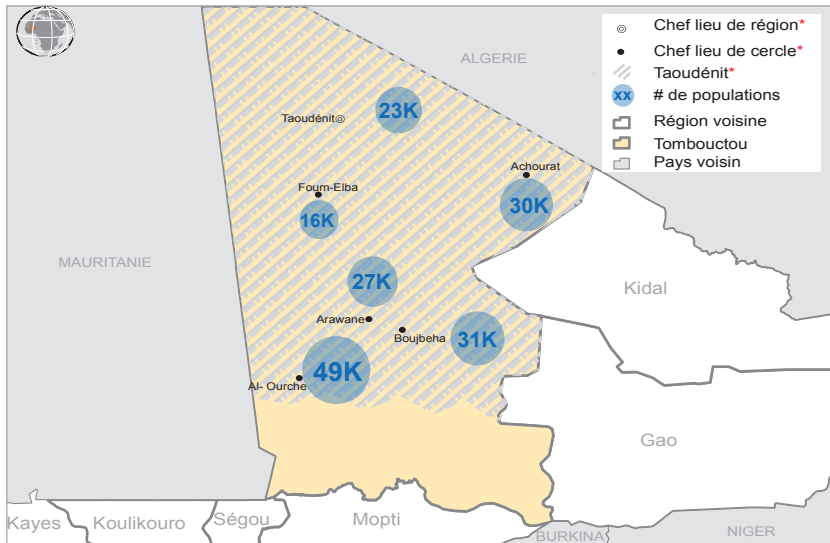 ALGERIE
Chef lieu de région*
Chef lieu de cercle*
Taoudénit*
xx # de populations
Région voisine
Tombouctou
Pays voisin
23K
Taoudénit
Achourat
Foum-Elba
30K
16K
MAURITANIE
27K
Kidal
Arawane
Boujbeha
31K
49K
Al- Ourche
Gao
Kayes
Koulikouro
Ségou
Mopti
BURKINA
NIGER